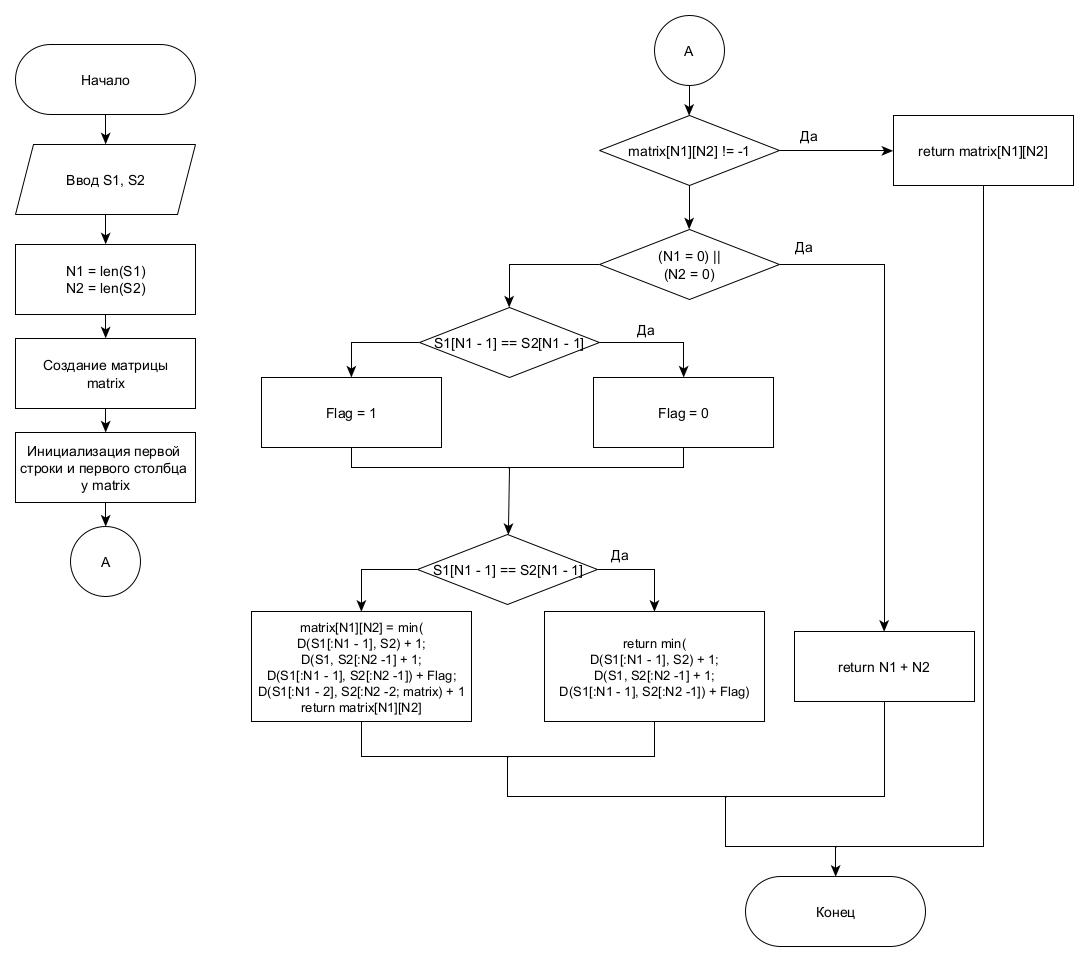 Начало
Ввод S1, S2
N1 = len(S1)
N2 = len(S2)
Создание матрицы
matrix
Инициализация первой
строки и первого столбца
у matrix
A
A
matrix[N1][N2] != -1
Да
return matrix[N1][N2]
(N1 = 0) ||
(N2 = 0)
Да
S1[N1 - 1] == S2[N1 - 1]
Да
Flag = 1
Flag = 0
S1[N1 - 1] == S2[N1 - 1]
Да
matrix[N1][N2] = min(
D(S1[:N1 - 1], S2) + 1;
D(S1, S2[:N2 -1] + 1;
D(S1[:N1 - 1], S2[:N2 -1]) + Flag;
D(S1[:N1 - 2], S2[:N2 -2; matrix) + 1
return matrix[N1][N2]
return min(
D(S1[:N1 - 1], S2) + 1;
D(S1, S2[:N2 -1] + 1;
D(S1[:N1 - 1], S2[:N2 -1]) + Flag)
return N1 + N2
Конец